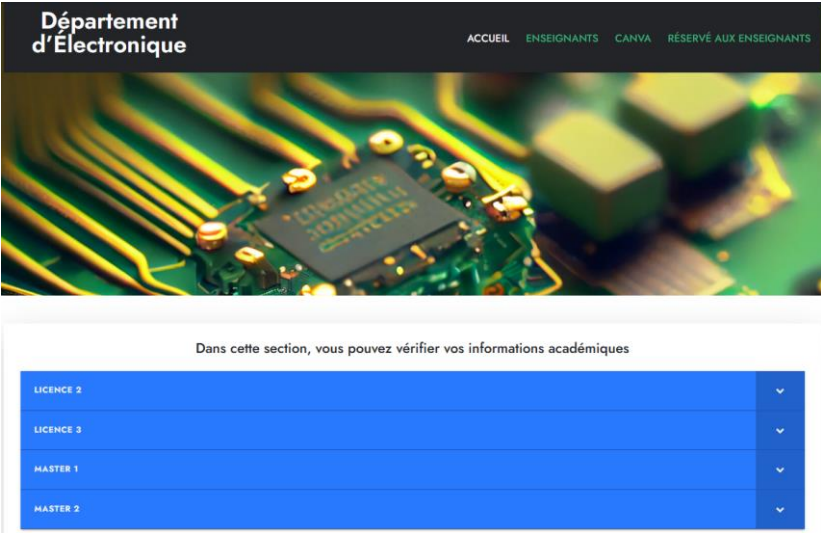 Département
d'Électronique
ACCUEIL ENSEIGNANTS CANVA RÉSERVÉ AUX ENSEIGNANTS
Dans cette section, vous pouvez vérifier vos informations académiques
LICENCE 2
LICENCE 3
MASTER 1
MASTER 2